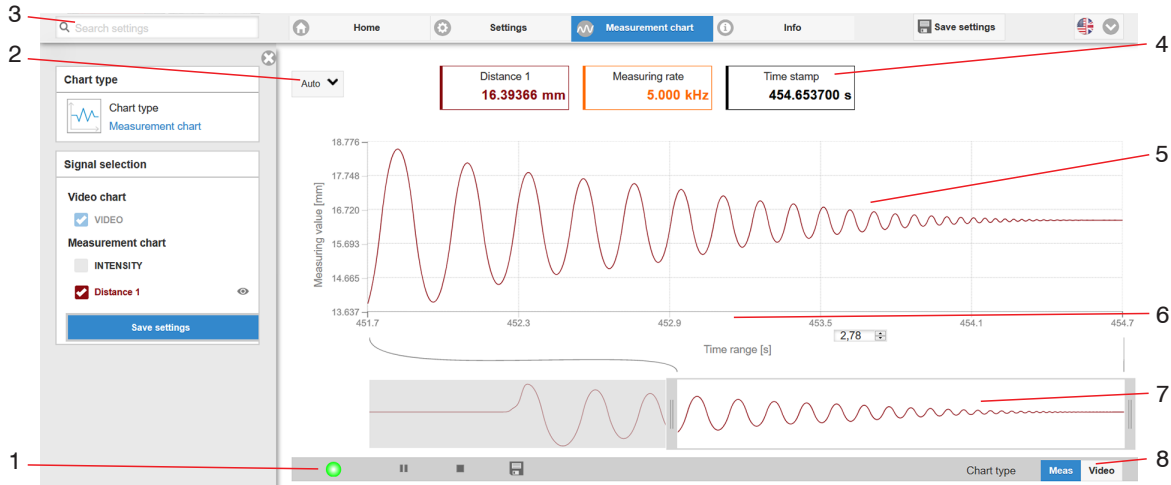 3
Search settings
Home
Settings
Measurement chart
Info
Save settings
2
Auto
Distance 1
16.39366 mm
Measuring rate
5.000 kHz
Time stamp
454.653700 s
4
Chart type
Chart type
Measurement chart
Signal selection
Video chart
VIDEO
Measurement chart
INTENSITY
Distance 1
Save settings
18.776
17.748
16.720
15.693
14.665
13.637
Measuring value [mm]
5
451.7
452.3
452.9
453.5
454.1
454.7
6
2,78
Time range [s]
7
1
Chart type
Meas
Video
8